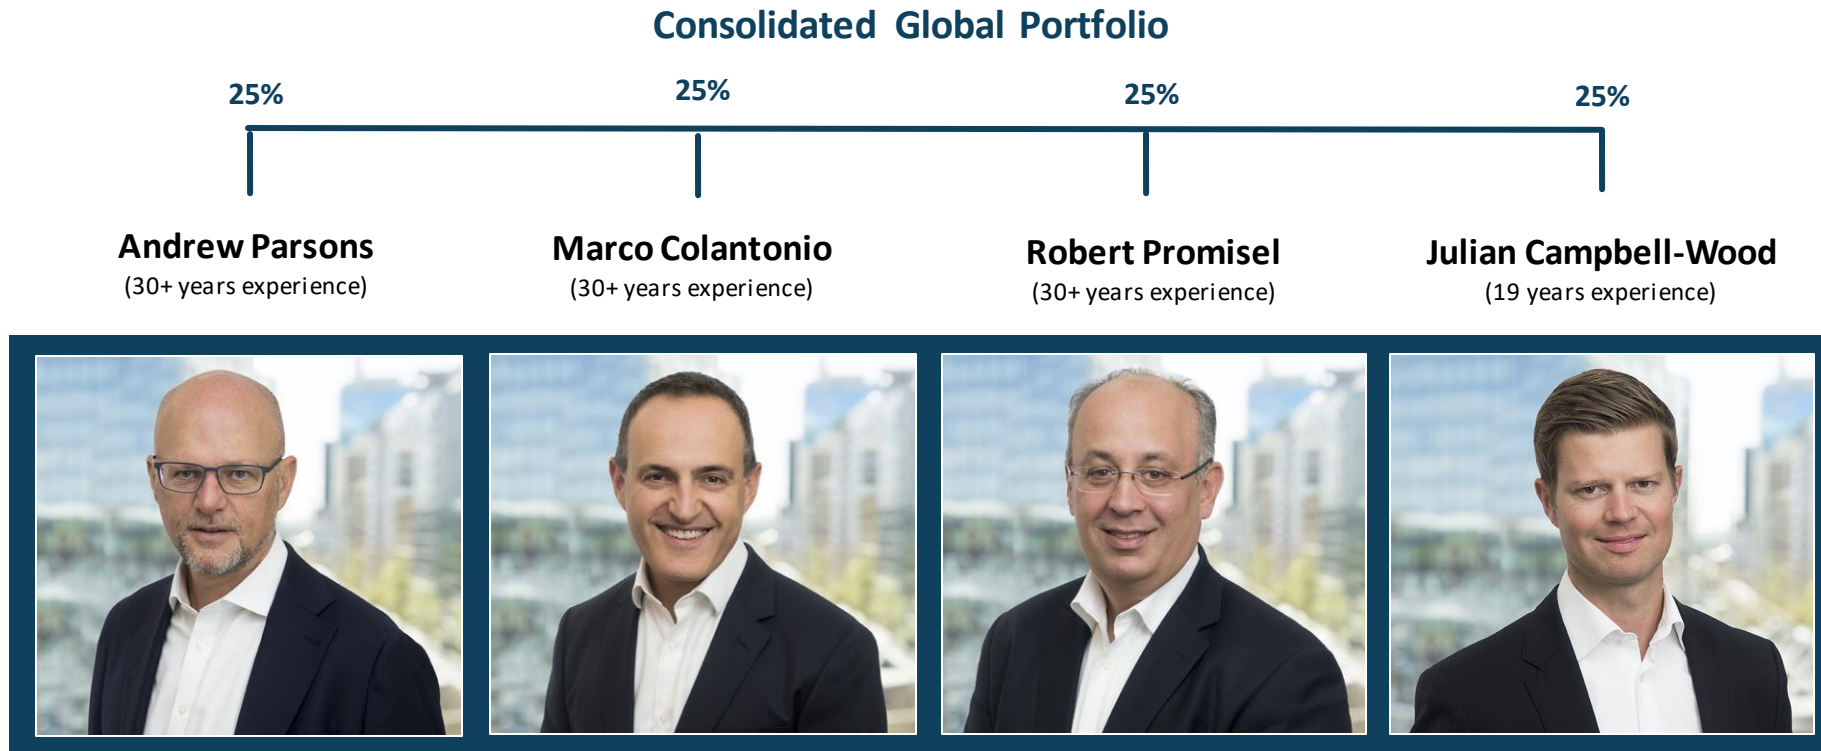 Consolidated Global Portfolio
25%
25%
25%
25%
Andrew Parsons
(30+ years experience)
Marco Colantonio
(30+ years experience)
Robert Promisel
(30+ years experience)
Julian Campbell-Wood
(19 years experience)